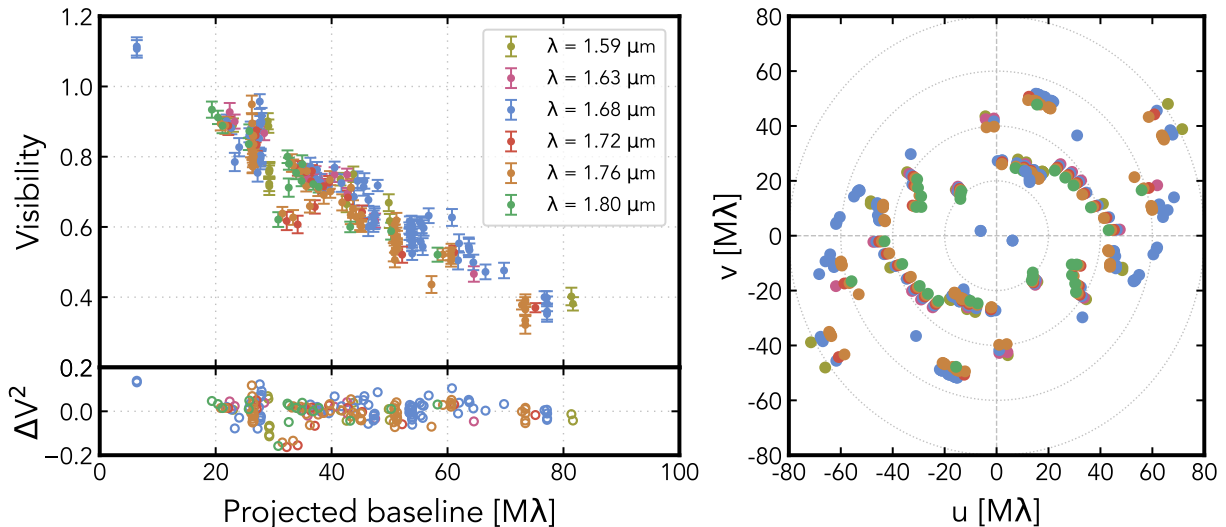 1.2
1.0
0.8
0.6
0.4
0.2
Visibility
λ = 1.59 μm
λ = 1.63 μm
λ = 1.68 μm
λ = 1.72 μm
λ = 1.76 μm
λ = 1.80 μm
0.2
0.0
−0.2
ΔV²
0 20 40 60 80 100
Projected baseline [Mλ]
80
60
40
20
0
-20
-40
-60
-80
v [Mλ]
-80 -60 -40 -20 0 20 40 60 80
u [Mλ]